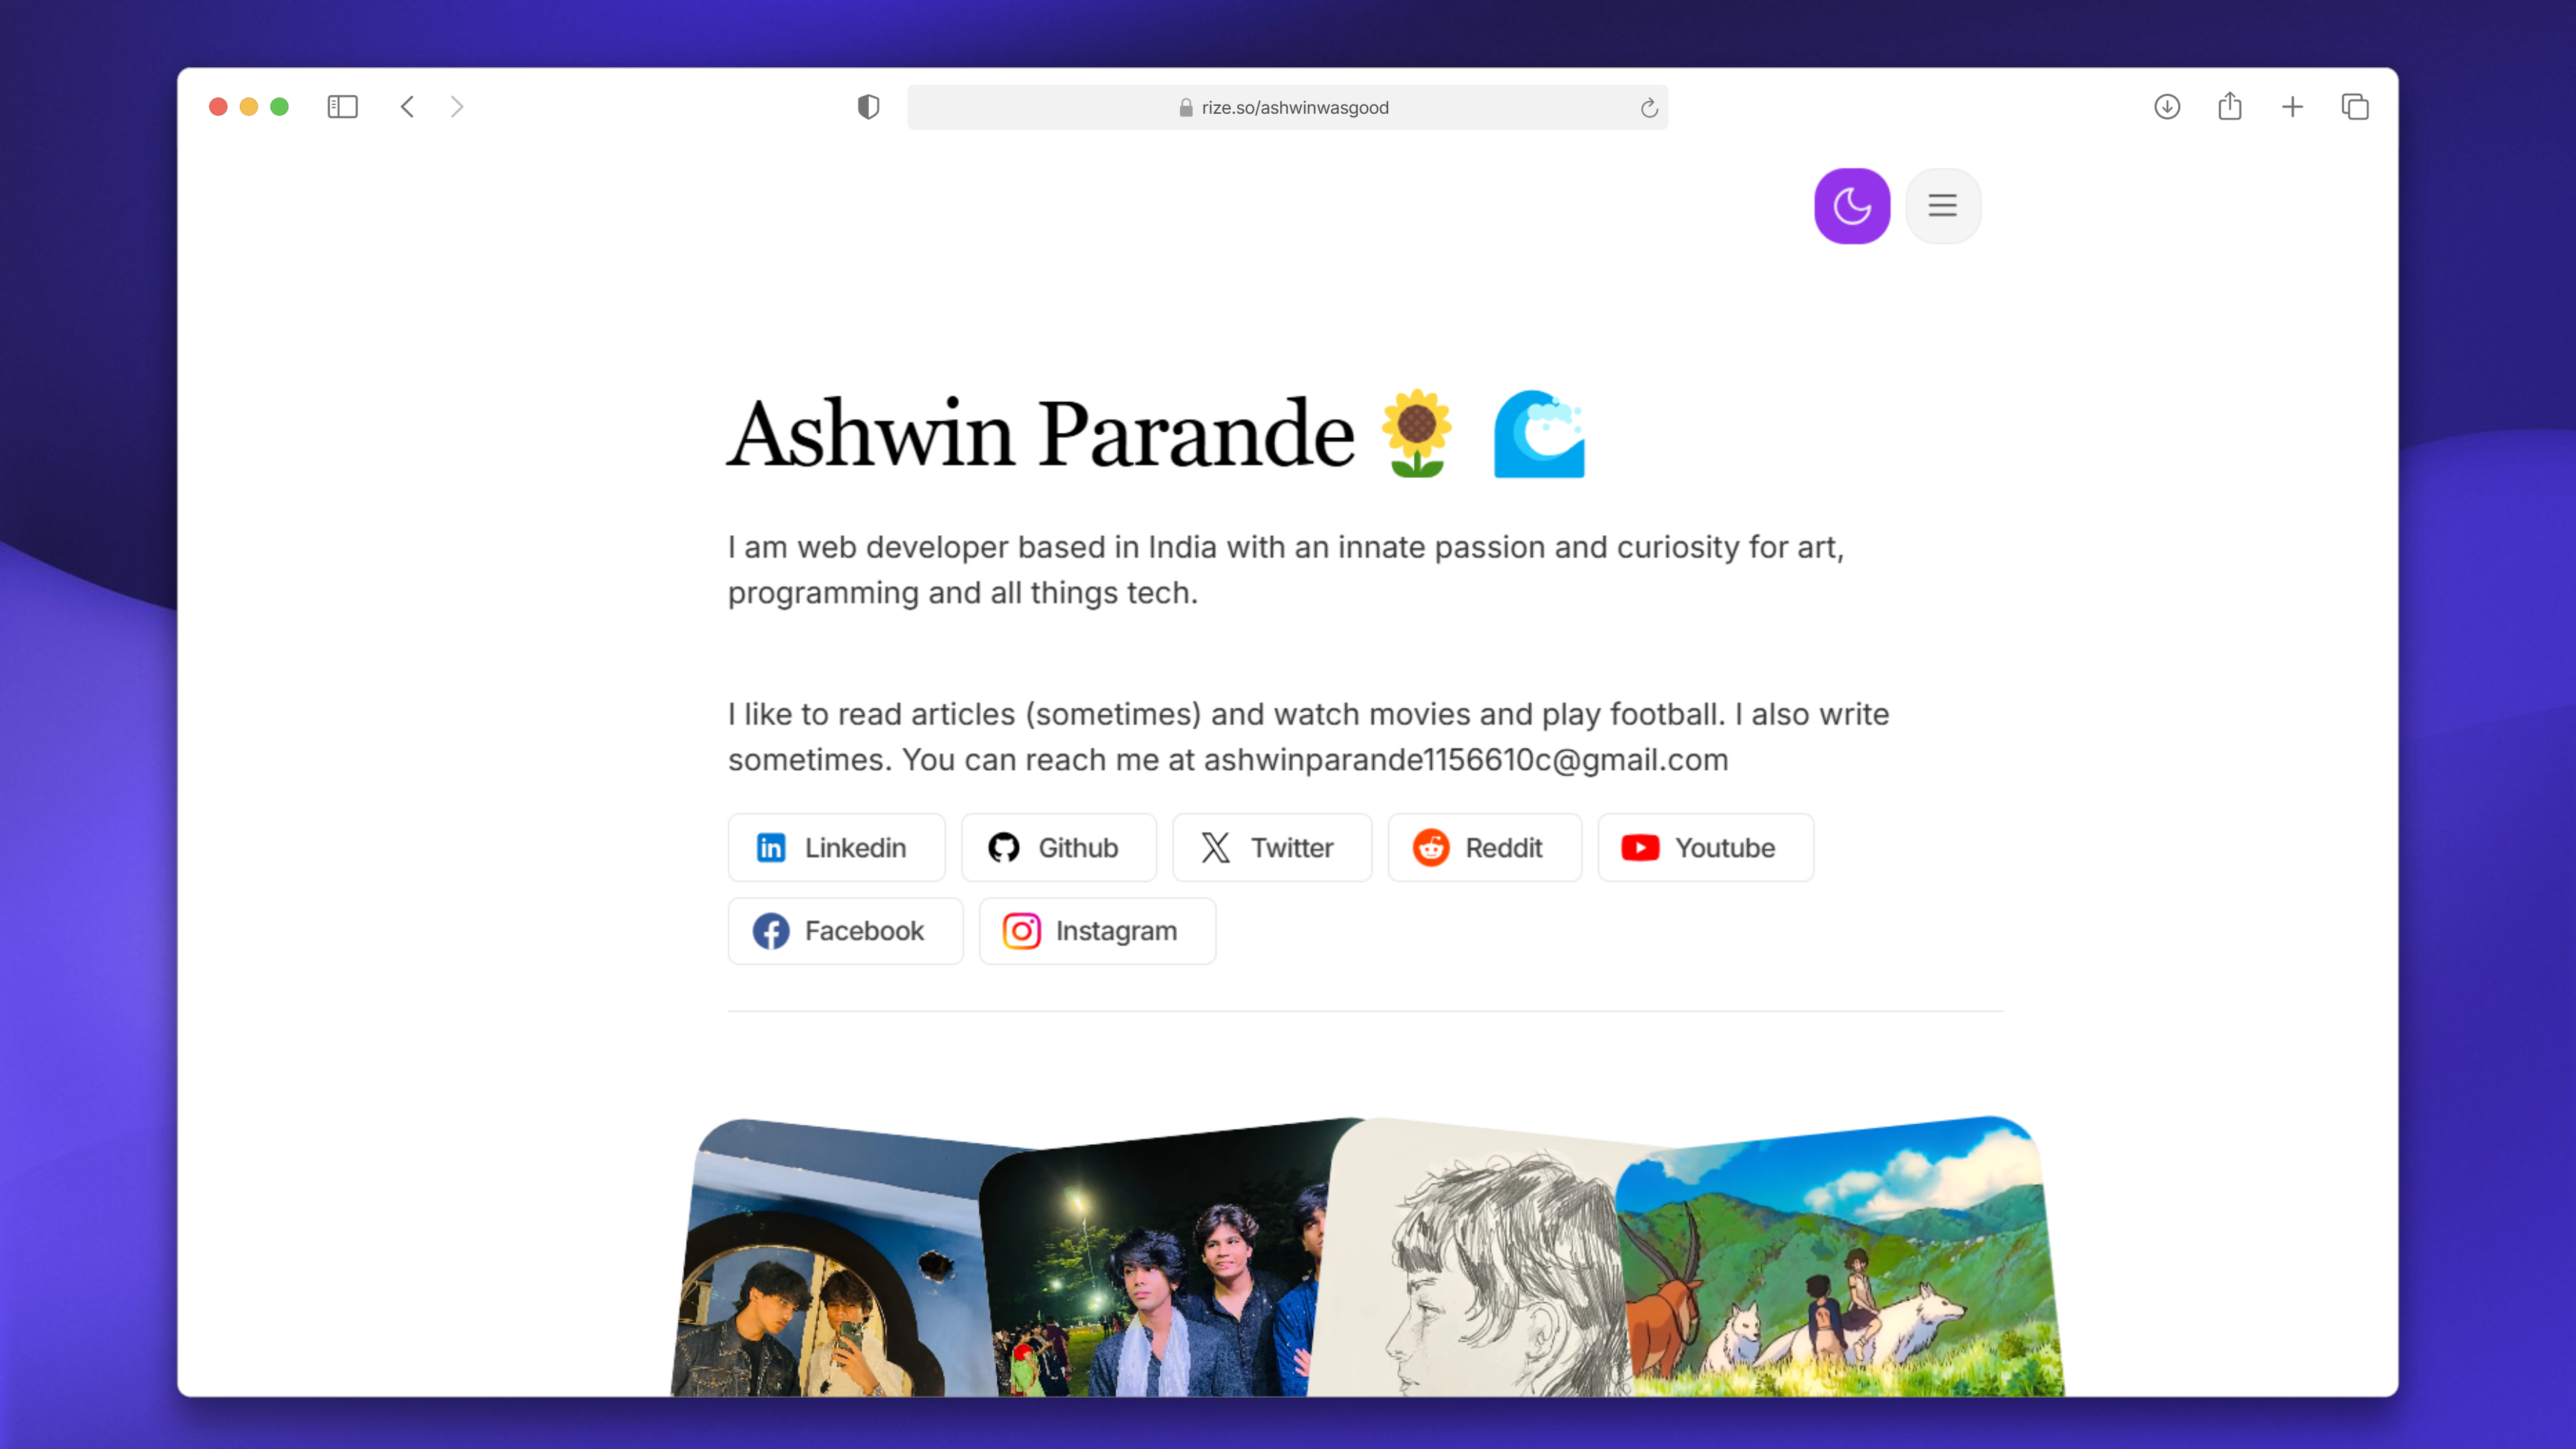 rize.so/ashwinwasgood
Ashwin Parande 🌻 🌊
I am web developer based in India with an innate passion and curiosity for art,
programming and all things tech.
I like to read articles (sometimes) and watch movies and play football. I also write
sometimes. You can reach me at ashwinparande1156610c@gmail.com
Linkedin
Github
Twitter
Reddit
Youtube
Facebook
Instagram